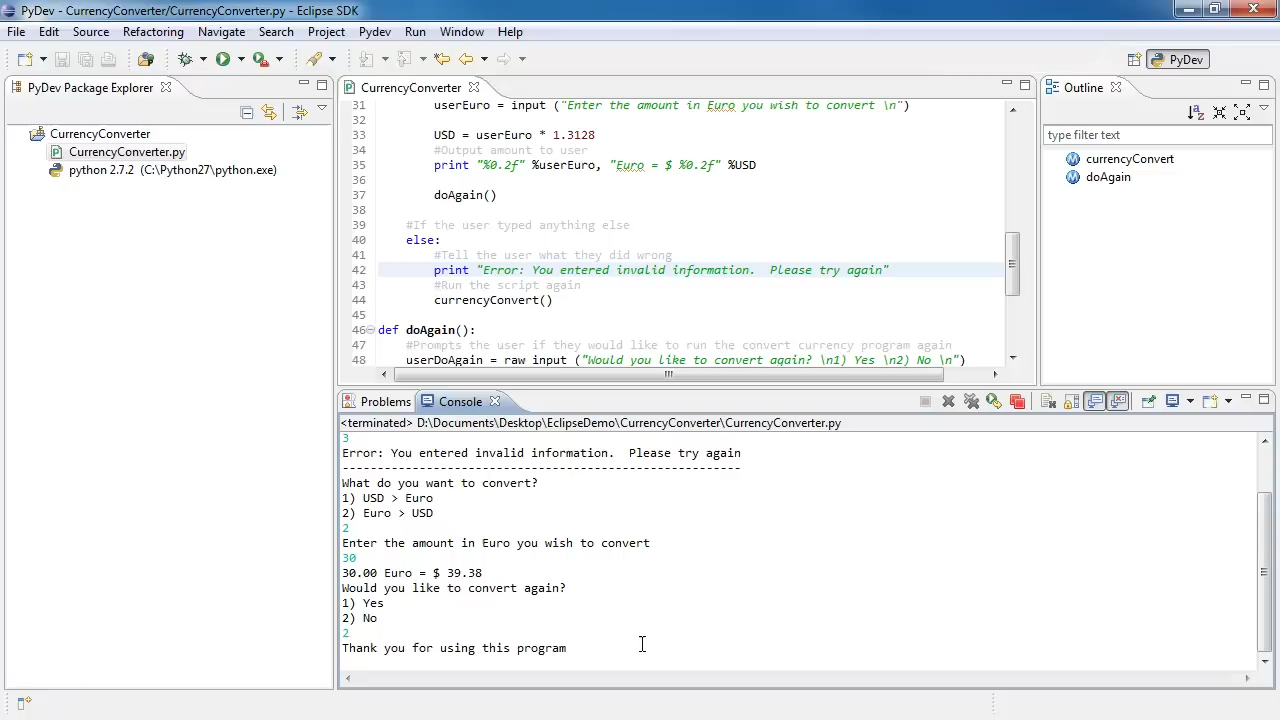 PyDev - CurrencyConverter/CurrencyConverter.py - Eclipse SDK
File Edit Source Refactoring Navigate Search Project Pydev Run Window Help
PyDev
PyDev Package Explorer
CurrencyConverter
CurrencyConverter.py
python 2.7.2 (C:\Python27\python.exe)
CurrencyConverter
31 userEuro = input ("Enter the amount in Euro you wish to convert \n")
32
33 USD = userEuro * 1.3128
34 #Output amount to user
35 print "%0.2f" %userEuro, "Euro = $ %0.2f" %USD
36
37 doAgain()
38
39 #If the user typed anything else
40 else:
41 #Tell the user what they did wrong
42 print "Error: You entered invalid information.  Please try again"
43 #Run the script again
44 currencyConvert()
45
46 def doAgain():
47 #Prompts the user if they would like to run the convert currency program again
48 userDoAgain = raw input ("Would you like to convert again? \n1) Yes \n2) No \n")
Outline
type filter text
currencyConvert
doAgain
Problems Console
<terminated> D:\Documents\Desktop\EclipseDemo\CurrencyConverter\CurrencyConverter.py
3
Error: You entered invalid information.  Please try again
---------------------------------------------------------
What do you want to convert?
1) USD > Euro
2) Euro > USD
2
Enter the amount in Euro you wish to convert
30
30.00 Euro = $ 39.38
Would you like to convert again?
1) Yes
2) No
2
Thank you for using this program